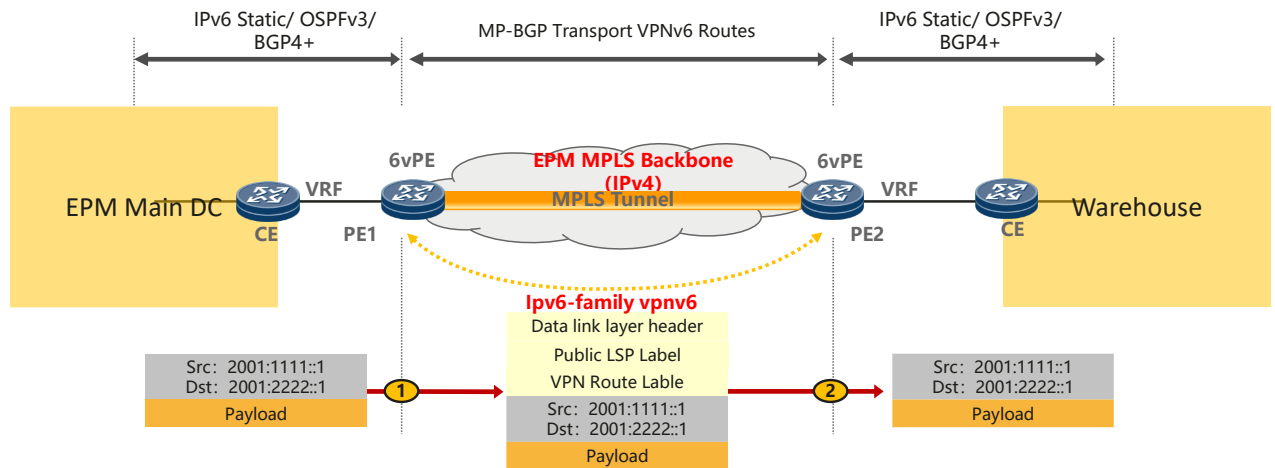 IPv6 Static/ OSPFv3/
BGP4+
MP-BGP Transport VPNv6 Routes
IPv6 Static/ OSPFv3/
BGP4+
6vPE
EPM MPLS Backbone
(IPv4)
6vPE
VRF
MPLS Tunnel
VRF
EPM Main DC
Warehouse
CE
PE1
PE2
CE
Ipv6-family vpnv6
Data link layer header
Public LSP Label
VPN Route Lable
Src: 2001:1111::1
Dst: 2001:2222::1
Payload
1
Src: 2001:1111::1
Dst: 2001:2222::1
Payload
2
Src: 2001:1111::1
Dst: 2001:2222::1
Payload